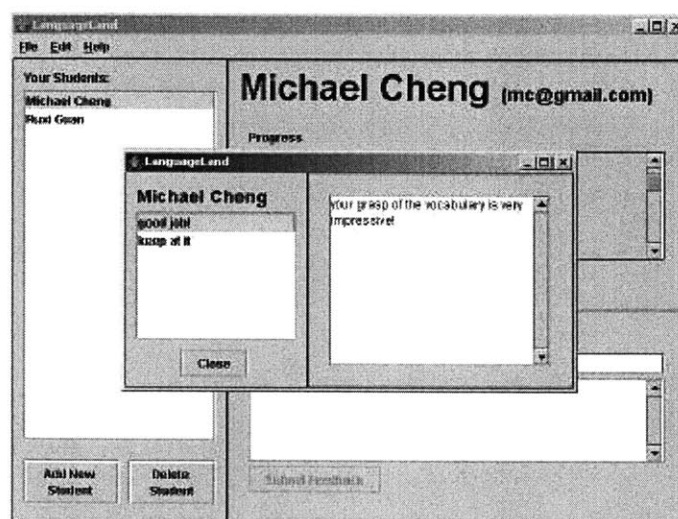 LanguageLand
File Edit Help
Your Students:
Michael Cheng
Ruxi Guan
Add New
Student
Delete
Student
Michael Cheng (mc@gmail.com)
Progress
LanguageLand
Michael Cheng
good job!
keep at it
Close
your grasp of the vocabulary is very
impressive!
Submit Feedback